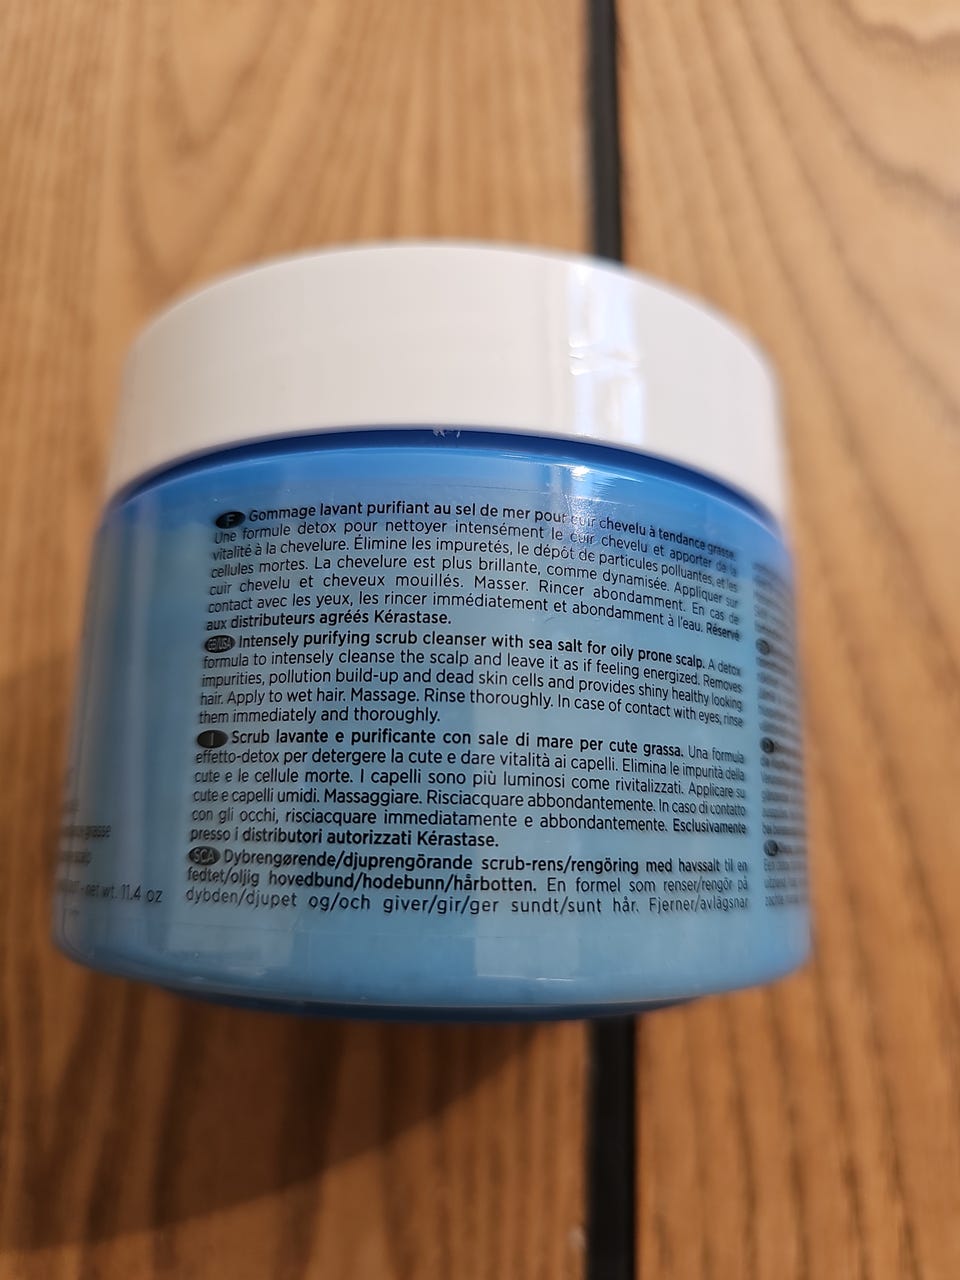 F Gommage lavant purifiant au sel de mer pour cuir chevelu à tendance grasse.
Une formule detox pour nettoyer intensément le cuir chevelu et apporter de la
vitalité à la chevelure. Élimine les impuretés, le dépôt de particules polluantes, et les
cellules mortes. La chevelure est plus brillante, comme dynamisée. Appliquer sur
cuir chevelu et cheveux mouillés. Masser. Rincer abondamment. En cas de
contact avec les yeux, les rincer immédiatement et abondamment à l'eau. Réservé
aux distributeurs agréés Kérastase.
GB/USA Intensely purifying scrub cleanser with sea salt for oily prone scalp. A detox
formula to intensely cleanse the scalp and leave it as if feeling energized. Removes
impurities, pollution build-up and dead skin cells and provides shiny healthy looking
hair. Apply to wet hair. Massage. Rinse thoroughly. In case of contact with eyes, rinse
them immediately and thoroughly.
I Scrub lavante e purificante con sale di mare per cute grassa. Una formula
effetto-detox per detergere la cute e dare vitalità ai capelli. Elimina le impurità della
cute e le cellule morte. I capelli sono più luminosi come rivitalizzati. Applicare su
cute e capelli umidi. Massaggiare. Risciacquare abbondantemente. In caso di contatto
con gli occhi, risciacquare immediatamente e abbondantemente. Esclusivamente
presso i distributori autorizzati Kérastase.
SCA Dybrengørende/djuprengörande scrub-rens/rengöring med havssalt til en
fedtet/oljig hovedbund/hodebunn/hårbotten. En formel som renser/rengör på
dybden/djupet og/och giver/gir/ger sundt/sunt hår. Fjerner/avlägsnar
grasse
scalp
net wt. 11.4 oz